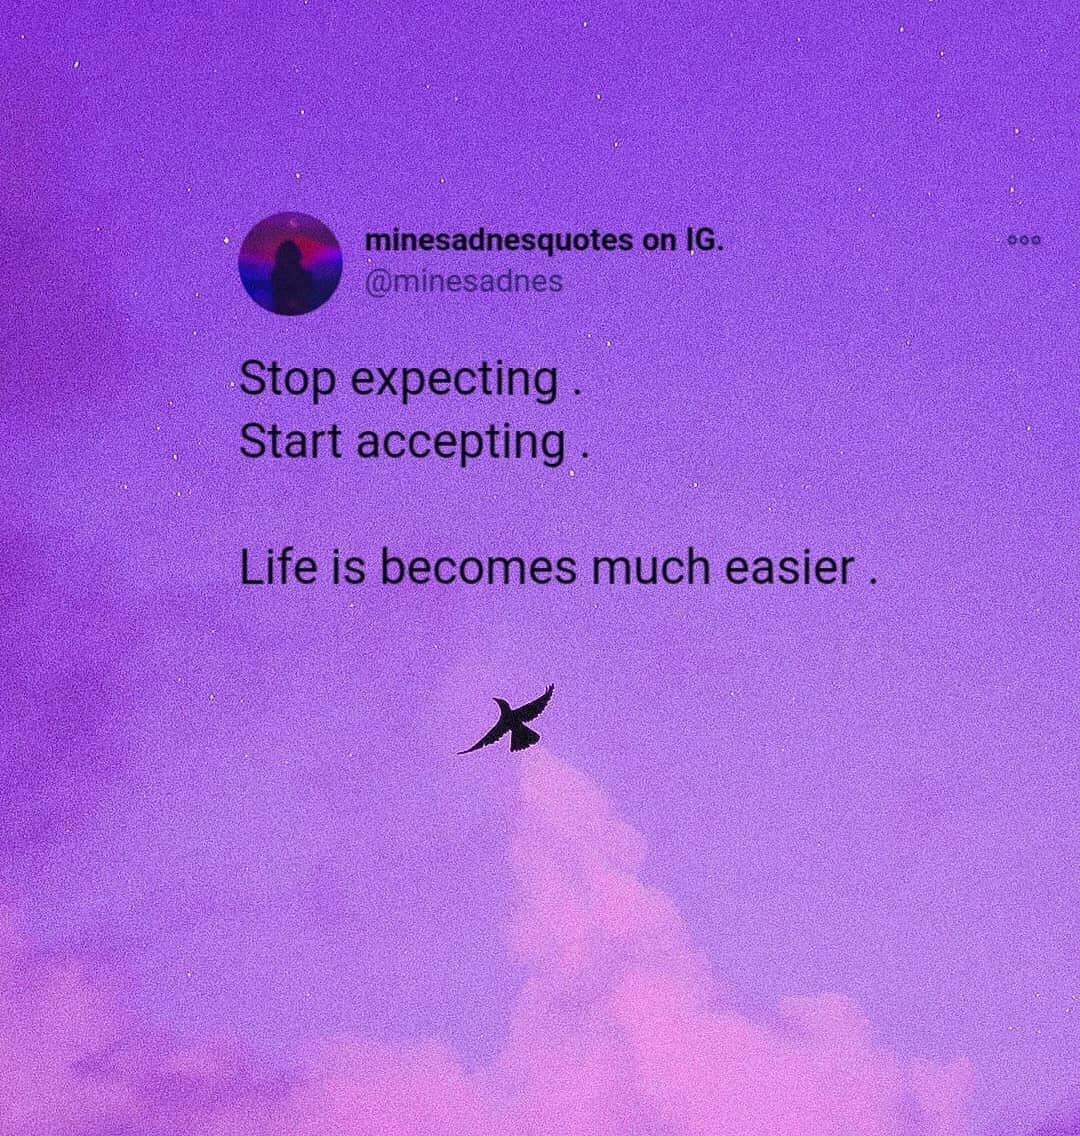 minesadnesquotes on IG.
@minesadnes
Stop expecting .
Start accepting .
Life is becomes much easier .